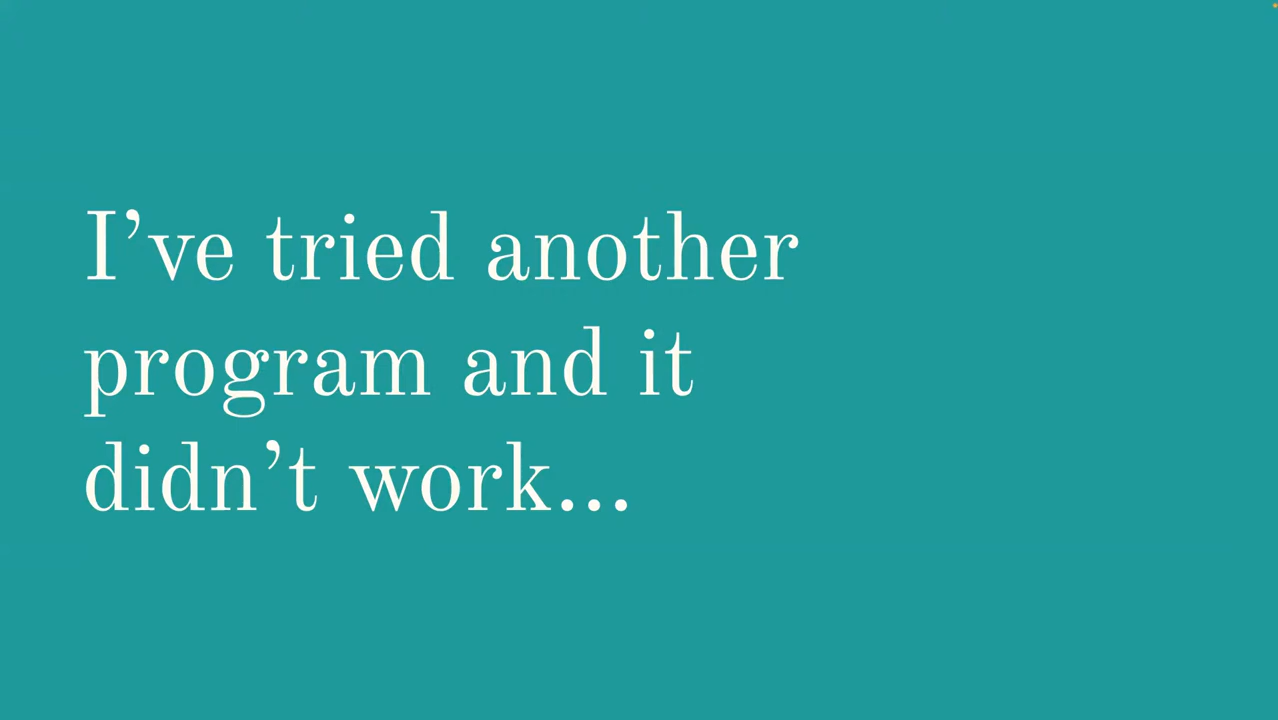 I’ve tried another
program and it
didn’t work...